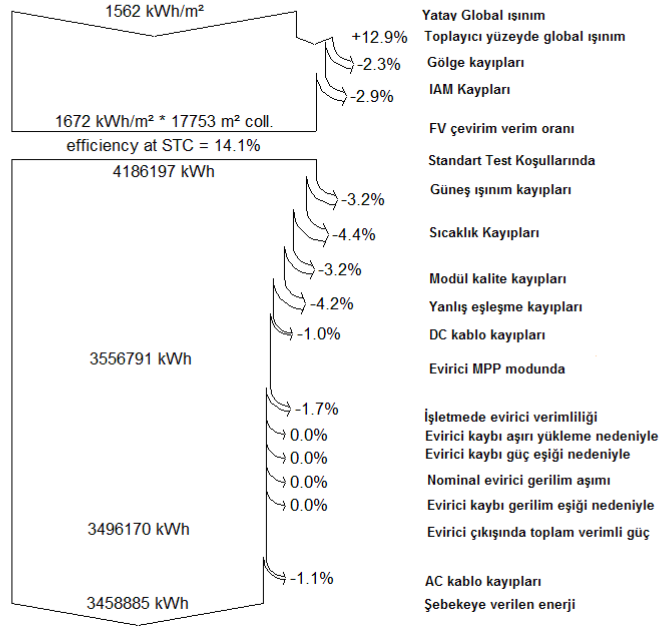 1562 kWh/m² Yatay Global ışınım
+12.9% Toplayıcı yüzeyde global ışınım
-2.3% Gölge kayıpları
-2.9% IAM Kaypları
1672 kWh/m² * 17753 m² coll. FV çevirim verim oranı
efficiency at STC = 14.1% Standart Test Koşullarında
4186197 kWh
-3.2% Güneş ışınım kayıpları
-4.4% Sıcaklık Kayıpları
-3.2% Modül kalite kayıpları
-4.2% Yanlış eşleşme kayıpları
-1.0% DC kablo kayıpları
3556791 kWh Evirici MPP modunda
-1.7% İşletmede evirici verimliliği
0.0% Evirici kaybı aşırı yükleme nedeniyle
0.0% Evirici kaybı güç eşiği nedeniyle
0.0% Nominal evirici gerilim aşımı
0.0% Evirici kaybı gerilim eşiği nedeniyle
3496170 kWh Evirici çıkışında toplam verimli güç
-1.1% AC kablo kayıpları
3458885 kWh Şebekeye verilen enerji